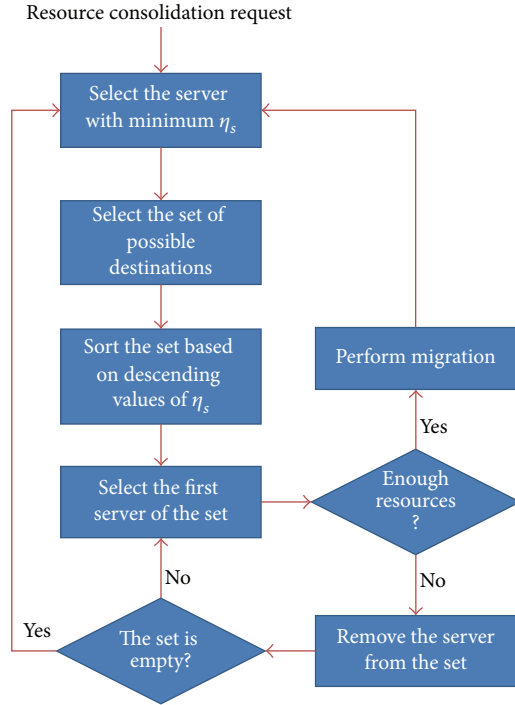 Resource consolidation request
Select the server
with minimum ηs
Select the set of
possible
destinations
Sort the set based
on descending
values of ηs
Perform migration
Yes
Select the first
server of the set
Enough
resources
?
No
No
Yes
The set is
empty?
Remove the server
from the set